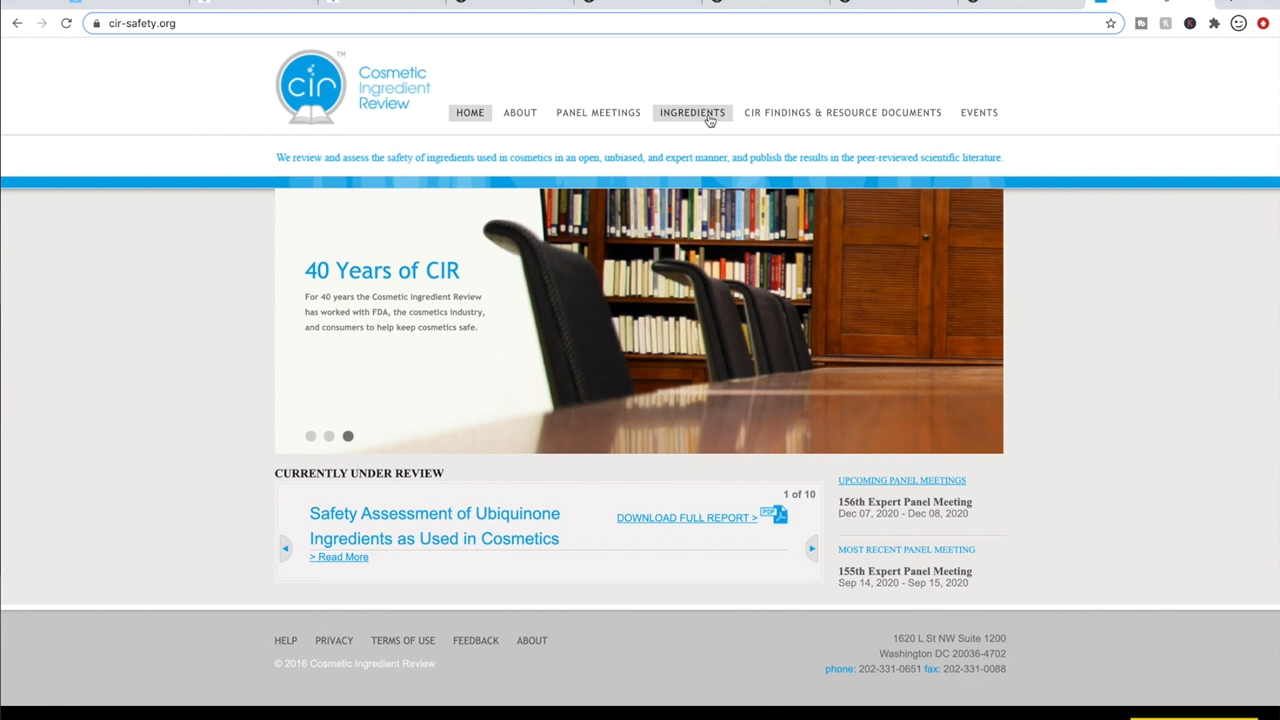 cir-safety.org
cir
TM
Cosmetic
Ingredient
Review
HOME ABOUT PANEL MEETINGS INGREDIENTS CIR FINDINGS & RESOURCE DOCUMENTS EVENTS
We review and assess the safety of ingredients used in cosmetics in an open, unbiased, and expert manner, and publish the results in the peer-reviewed scientific literature.
40 Years of CIR
For 40 years the Cosmetic Ingredient Review
has worked with FDA, the cosmetics industry,
and consumers to help keep cosmetics safe.
CURRENTLY UNDER REVIEW
1 of 10
Safety Assessment of Ubiquinone
Ingredients as Used in Cosmetics
> Read More
DOWNLOAD FULL REPORT >
PDF
UPCOMING PANEL MEETINGS
156th Expert Panel Meeting
Dec 07, 2020 - Dec 08, 2020
MOST RECENT PANEL MEETING
155th Expert Panel Meeting
Sep 14, 2020 - Sep 15, 2020
HELP PRIVACY TERMS OF USE FEEDBACK ABOUT
© 2016 Cosmetic Ingredient Review
1620 L St NW Suite 1200
Washington DC 20036-4702
phone: 202-331-0651 fax: 202-331-0088